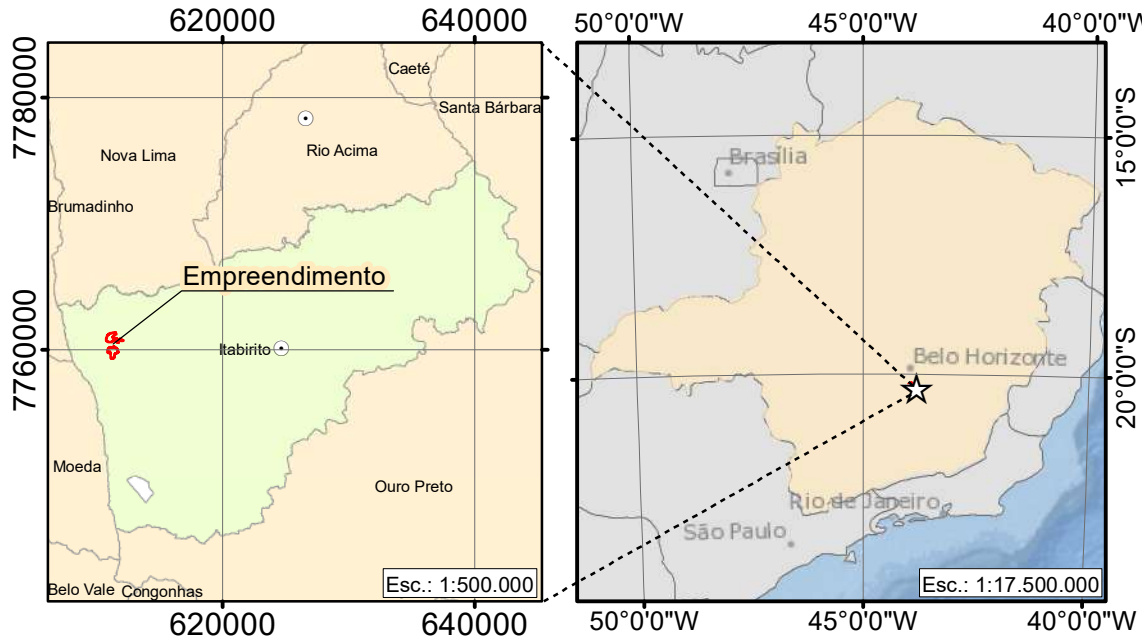 620000
640000
50°0'0"W
45°0'0"W
40°0'0"W
7780000
Caeté
Santa Bárbara
Nova Lima
Rio Acima
Brumadinho
Empreendimento
7760000
Itabirito
Moeda
Ouro Preto
Belo Vale
Congonhas
Esc.: 1:500.000
620000
640000
Brasília
15°0'0"S
Belo Horizonte
20°0'0"S
Rio de Janeiro
São Paulo
Esc.: 1:17.500.000
50°0'0"W
45°0'0"W
40°0'0"W